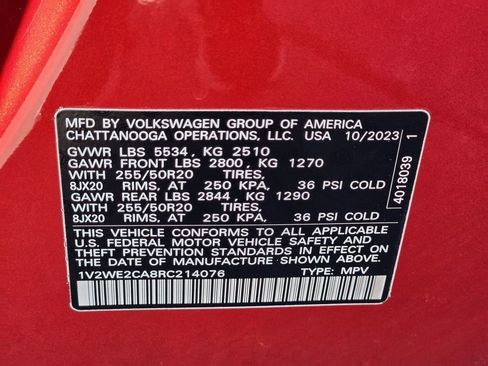 MFD BY VOLKSWAGEN GROUP OF AMERICA
CHATTANOOGA OPERATIONS, LLC. USA 10/2023
GVWR LBS 5534, KG 2510
GAWR FRONT LBS 2800, KG 1270
WITH 255/50R20 TIRES,
8JX20 RIMS, AT 250 KPA, 36 PSI COLD
GAWR REAR LBS 2844, KG 1290
WITH 255/50R20 TIRES,
8JX20 RIMS, AT 250 KPA, 36 PSI COLD
THIS VEHICLE CONFORMS TO ALL APPLICABLE
U.S. FEDERAL MOTOR VEHICLE SAFETY AND
THEFT PREVENTION STANDARDS IN EFFECT ON
THE DATE OF MANUFACTURE SHOWN ABOVE.
1V2WE2CA8RC214076 TYPE: MPV
4018039 1